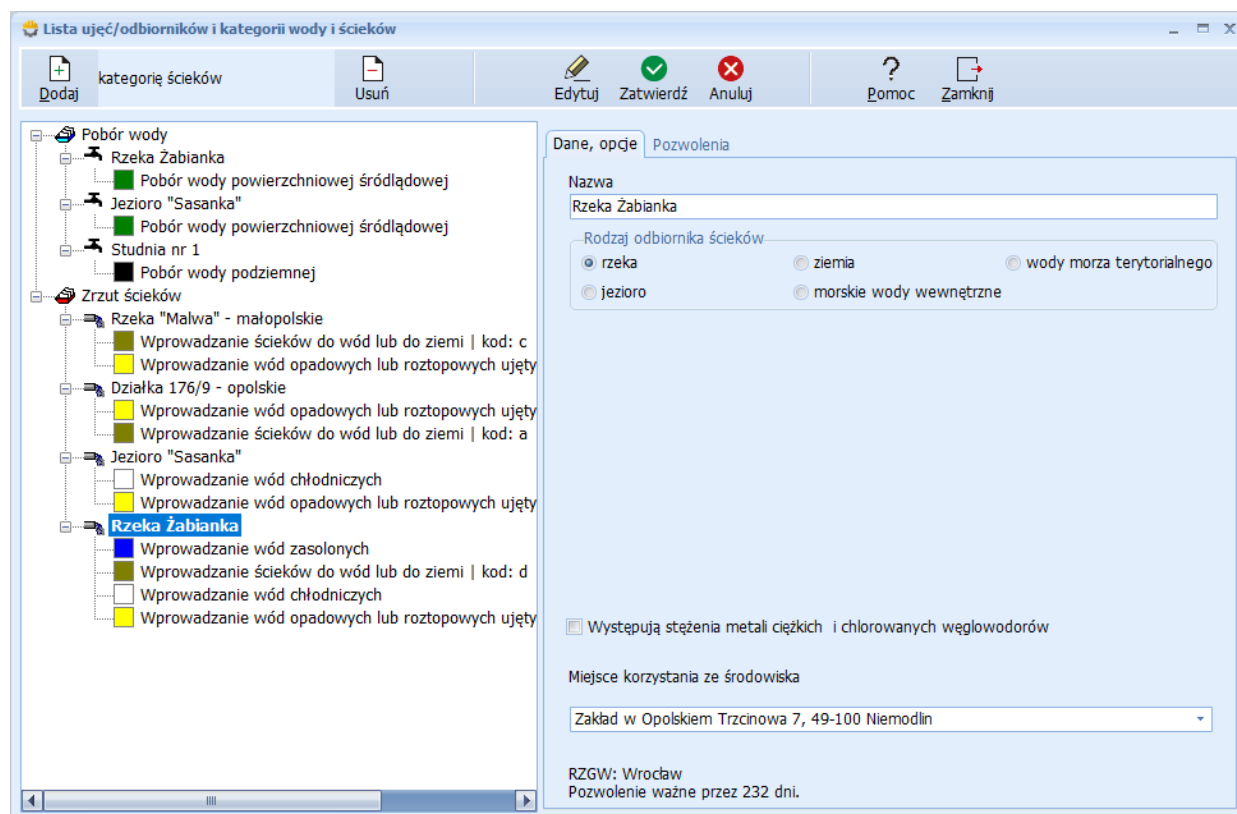 Lista ujęć/odbiorników i kategorii wody i ścieków
Dodaj
kategorię ścieków
Usuń
Edytuj
Zatwierdź
Anuluj
Pomoc
Zamknij
Pobór wody
Rzeka Żabianka
Pobór wody powierzchniowej śródlądowej
Jezioro "Sasanka"
Pobór wody powierzchniowej śródlądowej
Studnia nr 1
Pobór wody podziemnej
Zrzut ścieków
Rzeka "Malwa" - małopolskie
Wprowadzanie ścieków do wód lub do ziemi | kod: c
Wprowadzanie wód opadowych lub roztopowych ujęty
Działka 176/9 - opolskie
Wprowadzanie wód opadowych lub roztopowych ujęty
Wprowadzanie ścieków do wód lub do ziemi | kod: a
Jezioro "Sasanka"
Wprowadzanie wód chłodniczych
Wprowadzanie wód opadowych lub roztopowych ujęty
Rzeka Żabianka
Wprowadzanie wód zasolonych
Wprowadzanie ścieków do wód lub do ziemi | kod: d
Wprowadzanie wód chłodniczych
Wprowadzanie wód opadowych lub roztopowych ujęty
Dane, opcje
Pozwolenia
Nazwa
Rzeka Żabianka
Rodzaj odbiornika ścieków
rzeka
ziemia
wody morza terytorialnego
jezioro
morskie wody wewnętrzne
Występują stężenia metali ciężkich i chlorowanych węglowodorów
Miejsce korzystania ze środowiska
Zakład w Opolskiem Trzcinowa 7, 49-100 Niemodlin
RZGW: Wrocław
Pozwolenie ważne przez 232 dni.